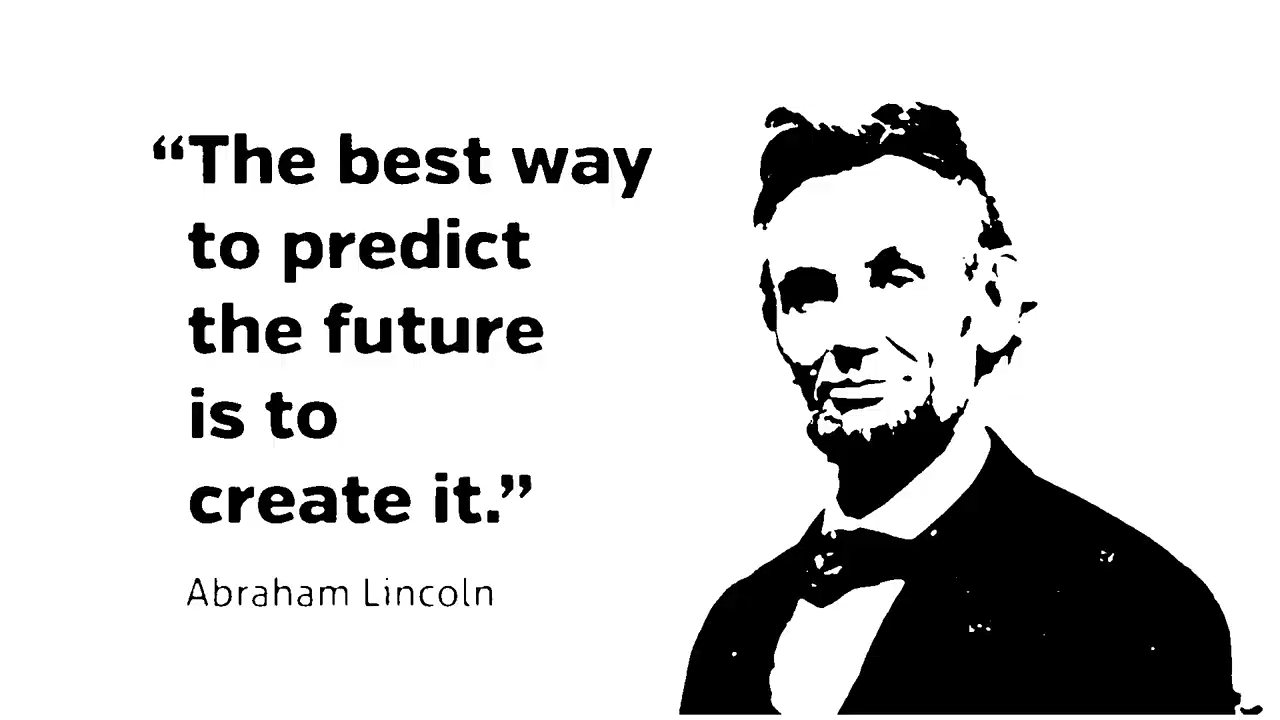 “The best way
to predict
the future
is to
create it.”
Abraham Lincoln